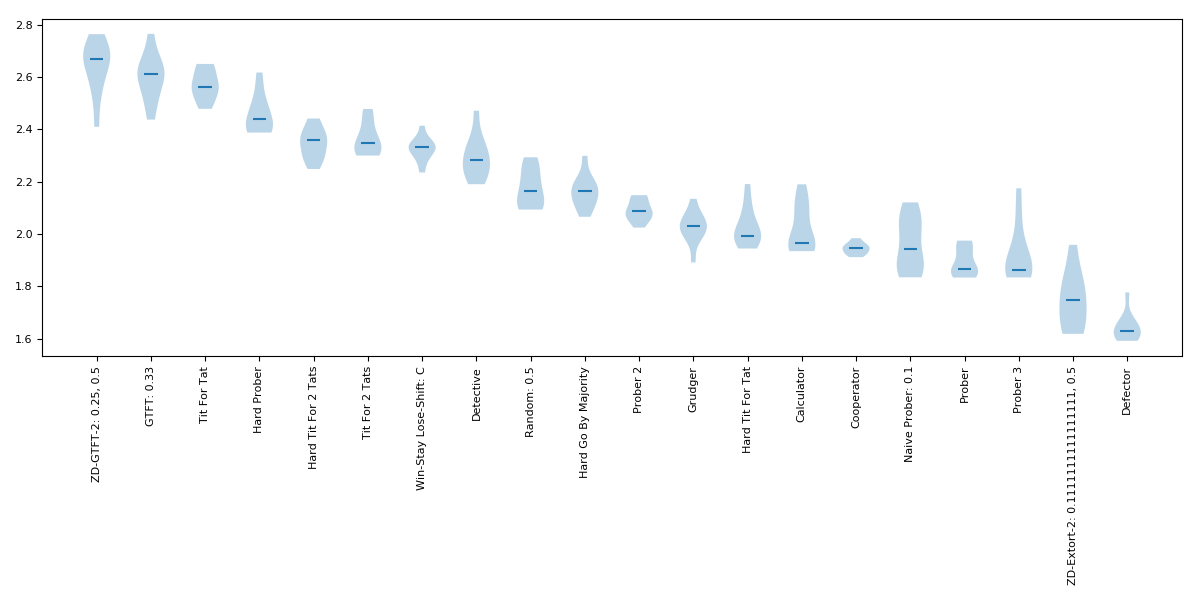 2.8
2.6
2.4
2.2
2.0
1.8
1.6
ZD-GTFT-2: 0.25, 0.5
GTFT: 0.33
Tit For Tat
Hard Prober
Hard Tit For 2 Tats
Tit For 2 Tats
Win-Stay Lose-Shift: C
Detective
Random: 0.5
Hard Go By Majority
Prober 2
Grudger
Hard Tit For Tat
Calculator
Cooperator
Naive Prober: 0.1
Prober
Prober 3
ZD-Extort-2: 0.1111111111111111, 0.5
Defector